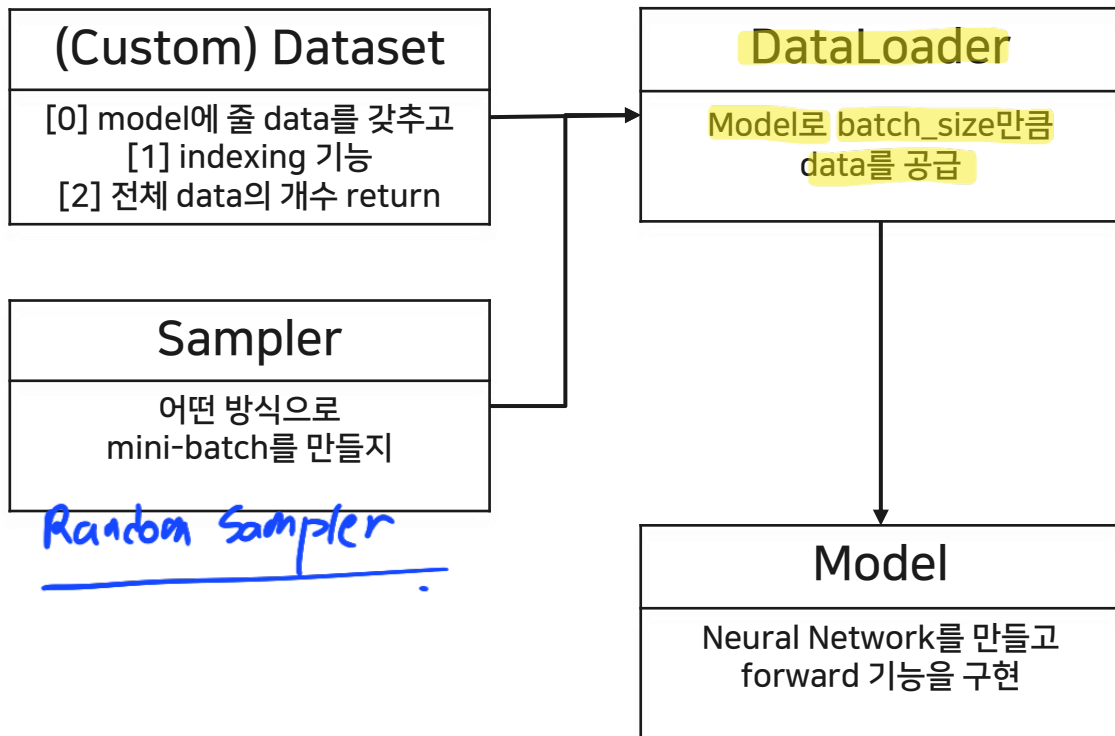 (Custom) Dataset
[0] model에 줄 data를 갖추고
[1] indexing 기능
[2] 전체 data의 개수 return
DataLoader
Model로 batch_size만큼
data를 공급
Sampler
어떤 방식으로
mini-batch를 만들지
Random Sampler
Model
Neural Network를 만들고
forward 기능을 구현